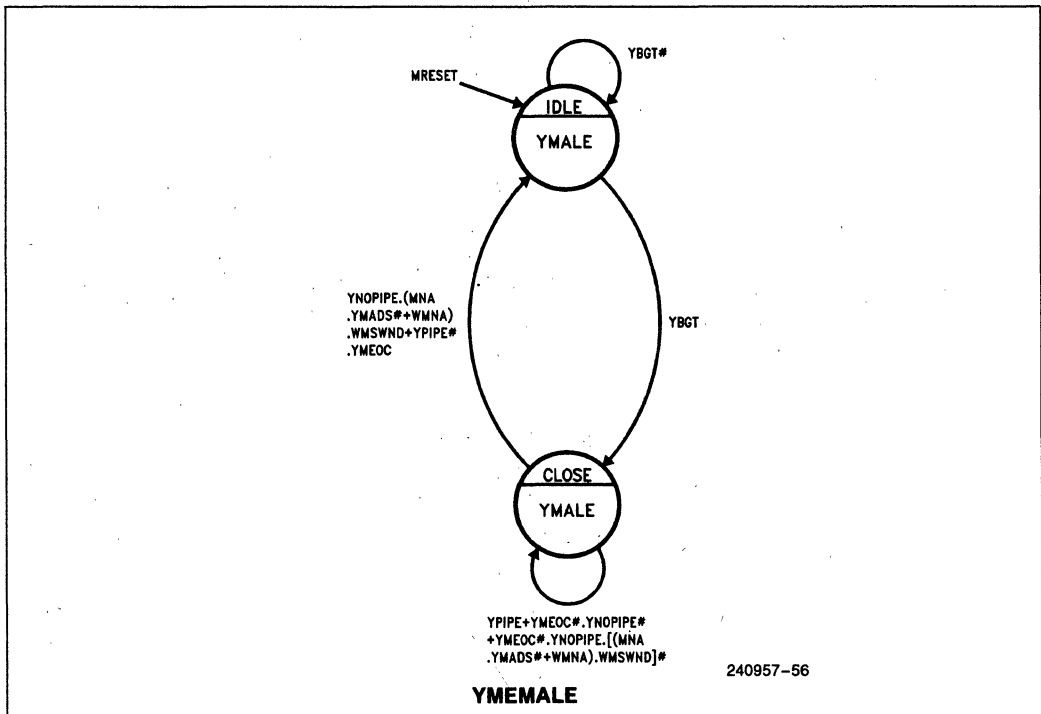 YBGT#
MRESET
IDLE
YMALE
YNOPIPE.(MNA
.YMADS#+WMNA)
.WMSWND+YPIPE#
.YMEOC
YBGT
CLOSE
YMALE
YPIPE+YMEOC#.YNOPIPE#
+YMEOC#.YNOPIPE.[(MNA
.YMADS#+WMNA).WMSWND]#
240957-56
YMEMALE